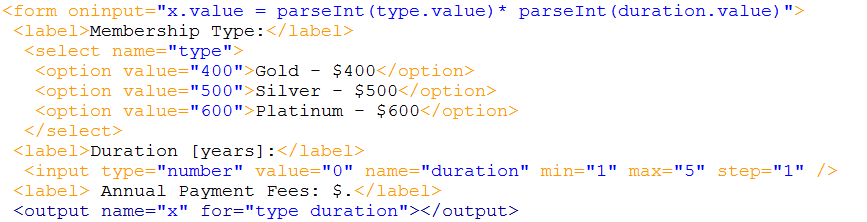 <form oninput="x.value = parseInt(type.value)* parseInt(duration.value)">
<label>Membership Type:</label>
<select name="type">
<option value="400">Gold - $400</option>
<option value="500">Silver - $500</option>
<option value="600">Platinum - $600</option>
</select>
<label>Duration [years]:</label>
<input type="number" value="0" name="duration" min="1" max="5" step="1" />
<label> Annual Payment Fees: $.</label>
<output name="x" for="type duration"></output>